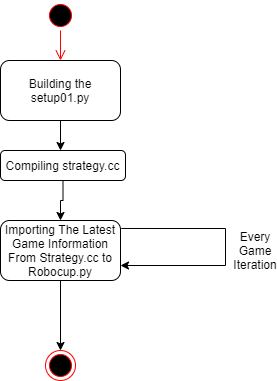 Building the
setup01.py
Compiling strategy.cc
Importing The Latest
Game Information
From Strategy.cc to
Robocup.py
Every
Game
Iteration